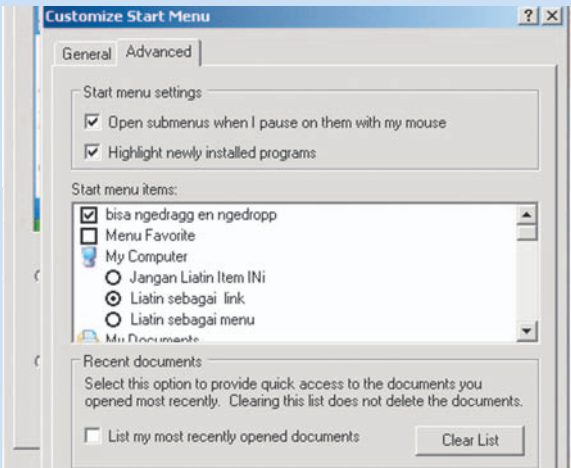 Customize Start Menu
General Advanced
Start menu settings
Open submenus when I pause on them with my mouse
Highlight newly installed programs
Start menu items:
bisa ngedragg en ngedropp
Menu Favorite
My Computer
Jangan Liatin Item INi
Liatin sebagai link
Liatin sebagai menu
My Documents
Recent documents
Select this option to provide quick access to the documents you
opened most recently. Clearing this list does not delete the documents.
List my most recently opened documents
Clear List